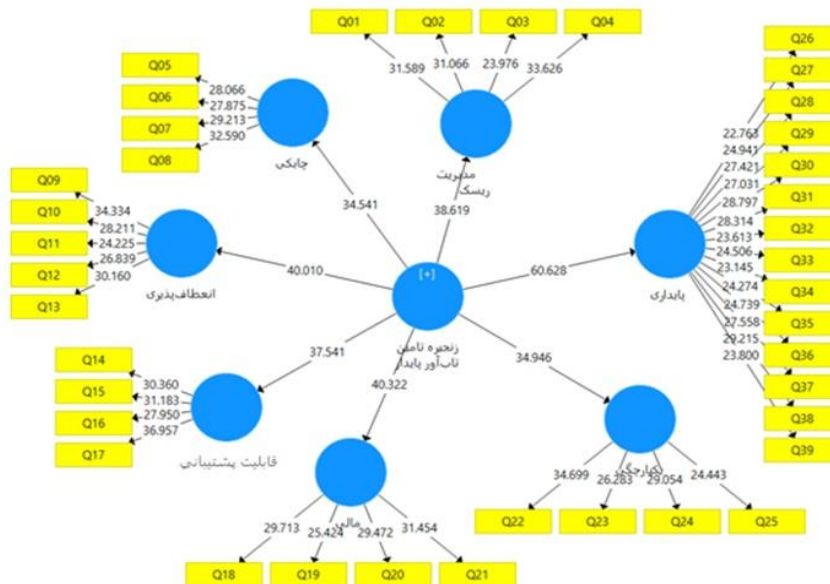 Q01
Q02
Q03
Q04
31.589
31.066
23.976
33.626
مدیریت
ریسک
Q05
Q06
Q07
Q08
28.066
27.875
29.213
32.590
چابکی
Q09
Q10
Q11
Q12
Q13
34.334
28.211
24.225
26.839
30.160
انعطاف‌پذیری
Q14
Q15
Q16
Q17
30.360
31.183
27.950
36.957
قابلیت پشتیبانی
34.541
38.619
40.010
60.628
37.541
40.322
34.946
[+]
زنجیره تامین
تاب‌آور پایدار
Q26
Q27
Q28
Q29
Q30
Q31
Q32
Q33
Q34
Q35
Q36
Q37
Q38
Q39
22.763
24.941
27.421
27.031
28.797
28.314
23.613
24.506
23.145
24.274
24.739
27.558
29.215
23.800
پایداری
مالی
29.713
25.424
29.472
31.454
Q18
Q19
Q20
Q21
یکپارچگی
34.699
26.283
29.054
24.443
Q22
Q23
Q24
Q25